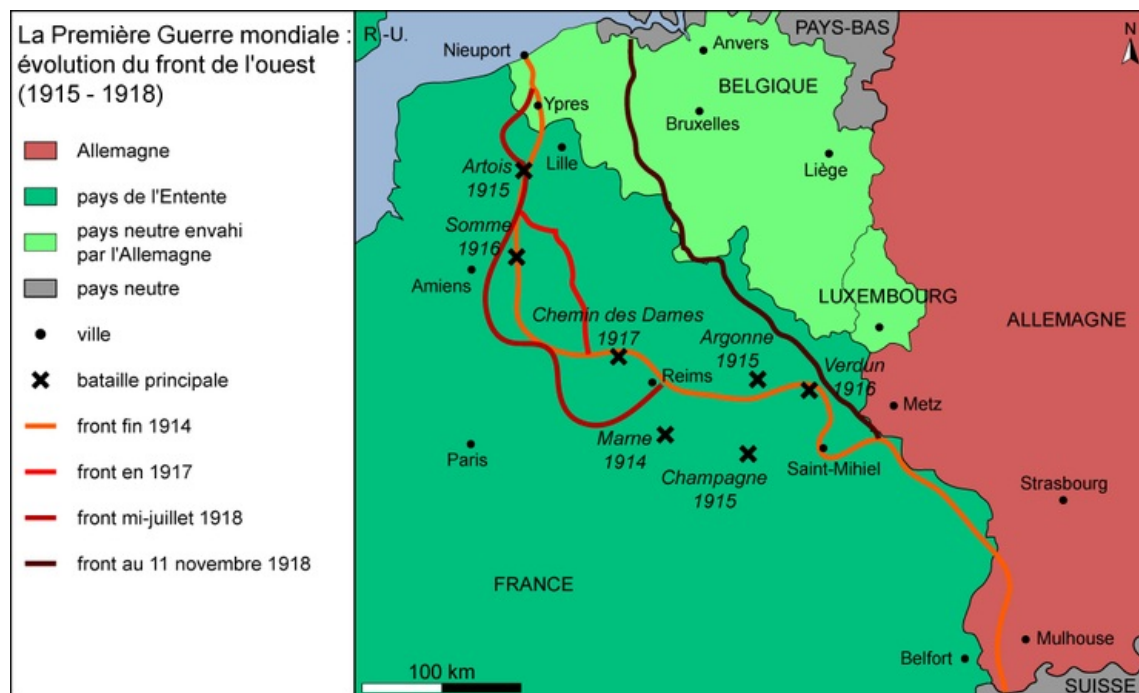 La Première Guerre mondiale :
évolution du front de l'ouest
(1915 - 1918)
Allemagne
pays de l'Entente
pays neutre envahi
par l'Allemagne
pays neutre
ville
bataille principale
front fin 1914
front en 1917
front mi-juillet 1918
front au 11 novembre 1918
R.-U.
PAYS-BAS
N
Nieuport
Anvers
BELGIQUE
Ypres
Bruxelles
Lille
Liège
Artois
1915
Somme
1916
Amiens
LUXEMBOURG
ALLEMAGNE
Chemin des Dames
1917
Argonne
1915
Verdun
1916
Reims
Metz
Marne
1914
Paris
Champagne
1915
Saint-Mihiel
Strasbourg
FRANCE
Mulhouse
Belfort
100 km
SUISSE